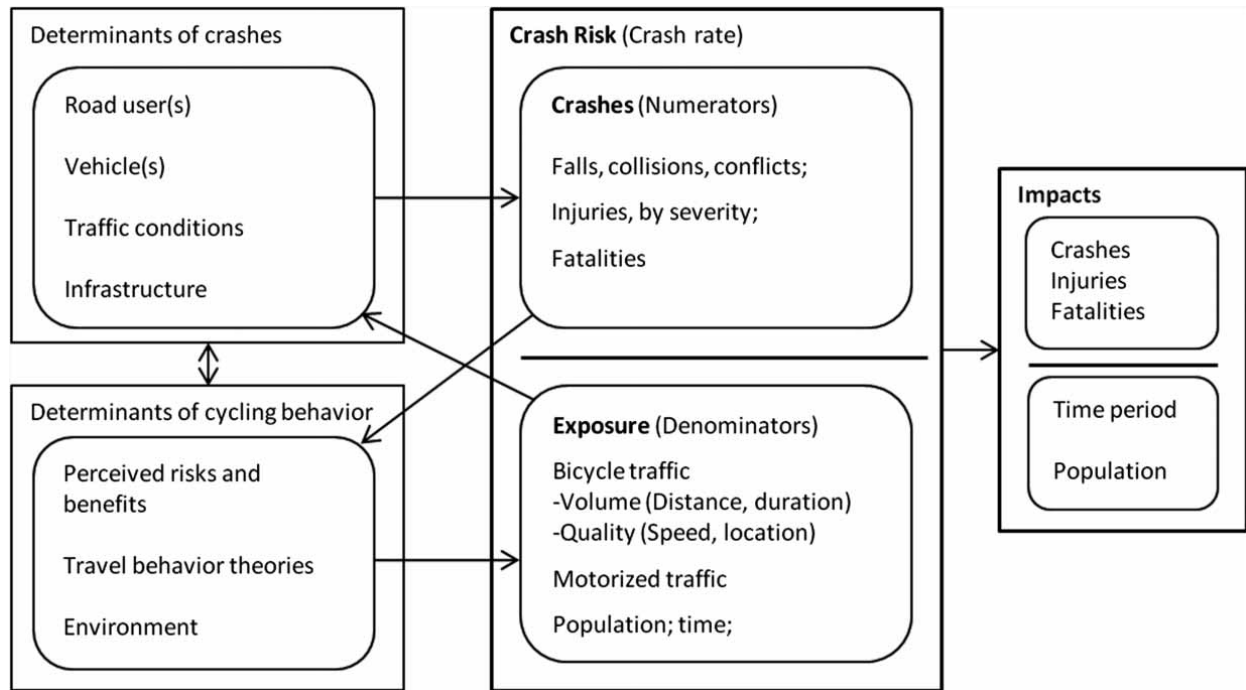 Determinants of crashes
Road user(s)
Vehicle(s)
Traffic conditions
Infrastructure
Determinants of cycling behavior
Perceived risks and
benefits
Travel behavior theories
Environment
Crash Risk (Crash rate)
Crashes (Numerators)
Falls, collisions, conflicts;
Injuries, by severity;
Fatalities
Exposure (Denominators)
Bicycle traffic
-Volume (Distance, duration)
-Quality (Speed, location)
Motorized traffic
Population; time;
Impacts
Crashes
Injuries
Fatalities
Time period
Population